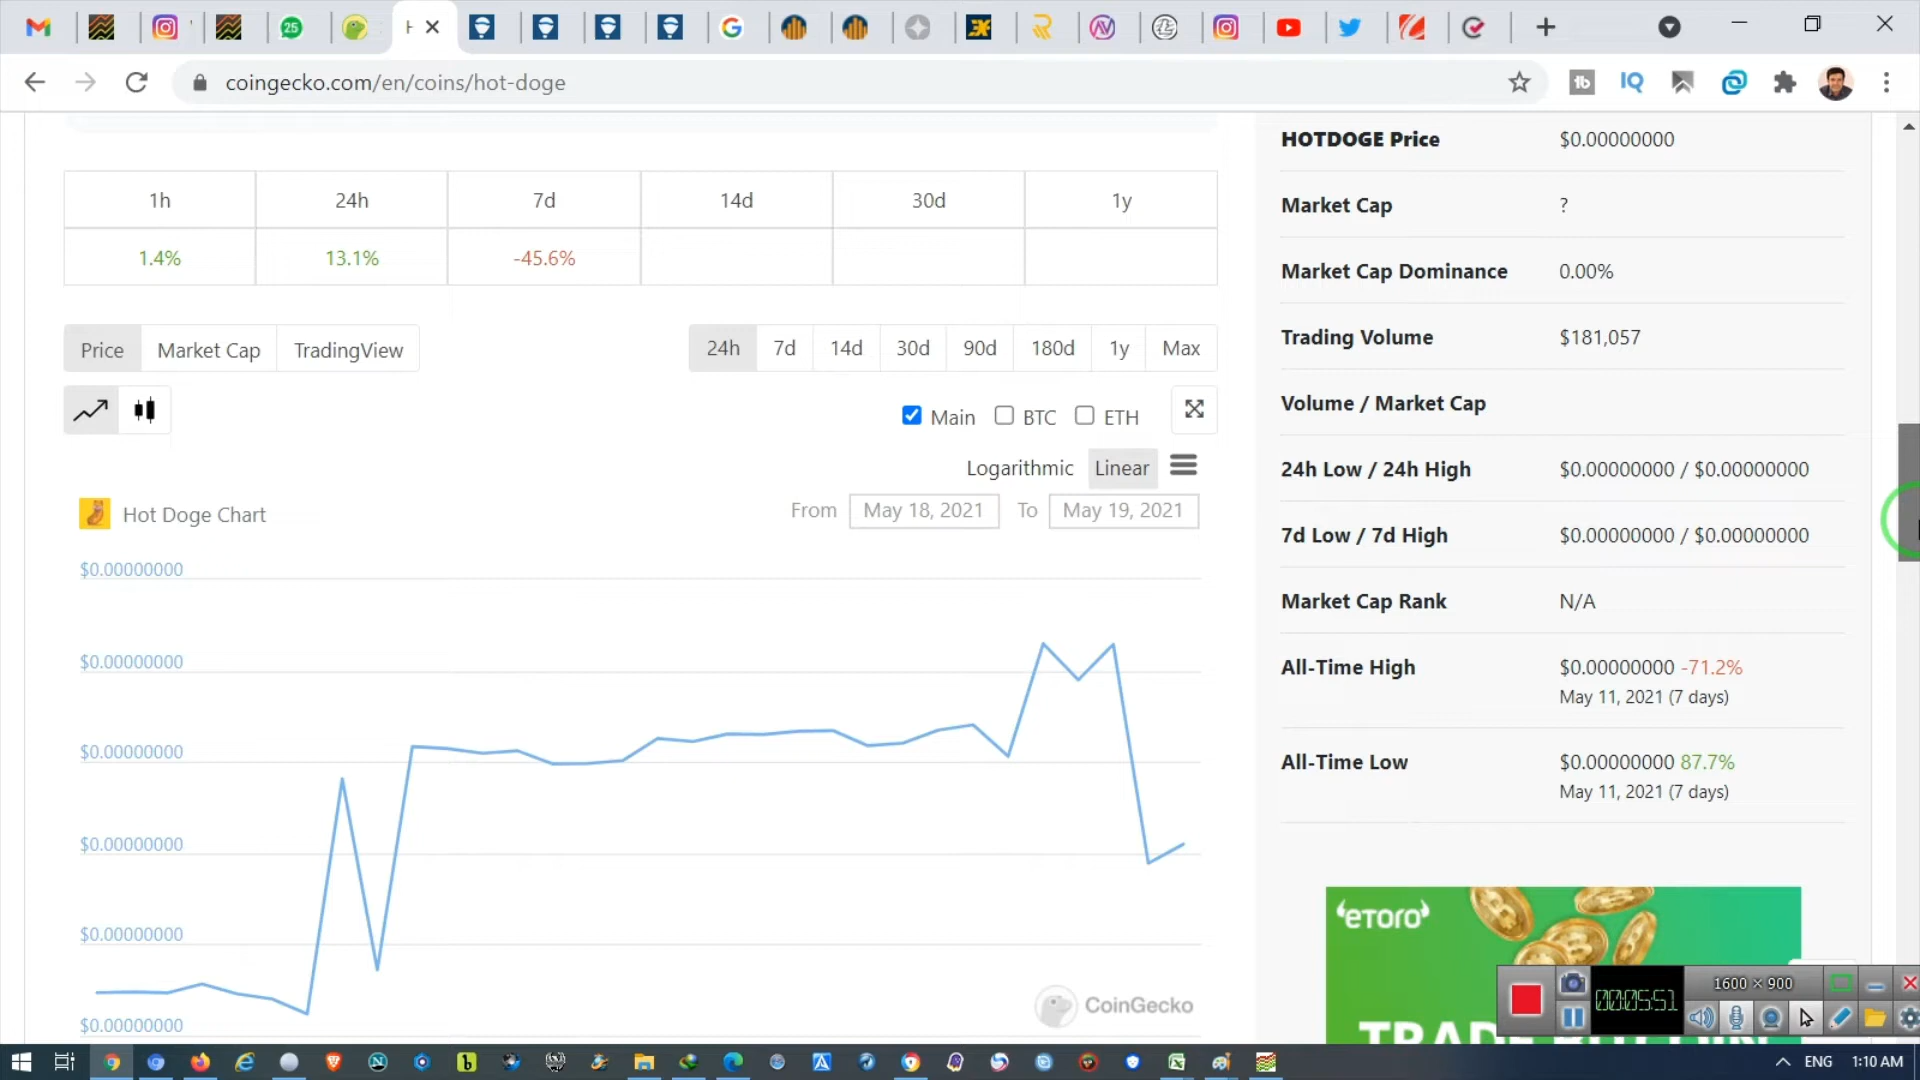 25
coingecko.com/en/coins/hot-doge
tb
IQ
1h 24h 7d 14d 30d 1y
1.4% 13.1% -45.6%
Price Market Cap TradingView
24h 7d 14d 30d 90d 180d 1y Max
Main BTC ETH
Logarithmic Linear
Hot Doge Chart
From May 18, 2021 To May 19, 2021
$0.00000000
$0.00000000
$0.00000000
$0.00000000
$0.00000000
$0.00000000
CoinGecko
HOTDOGE Price $0.00000000
Market Cap ?
Market Cap Dominance 0.00%
Trading Volume $181,057
Volume / Market Cap
24h Low / 24h High $0.00000000 / $0.00000000
7d Low / 7d High $0.00000000 / $0.00000000
Market Cap Rank N/A
All-Time High $0.00000000 -71.2%
May 11, 2021 (7 days)
All-Time Low $0.00000000 87.7%
May 11, 2021 (7 days)
eTORO
1600 × 900
00:05:51
ENG 1:10 AM